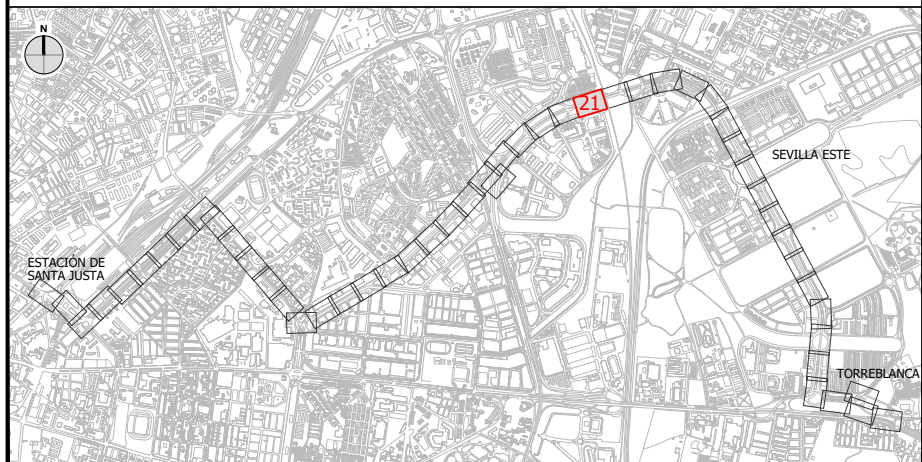 N
21
SEVILLA ESTE
ESTACIÓN DE
SANTA JUSTA
TORREBLANCA